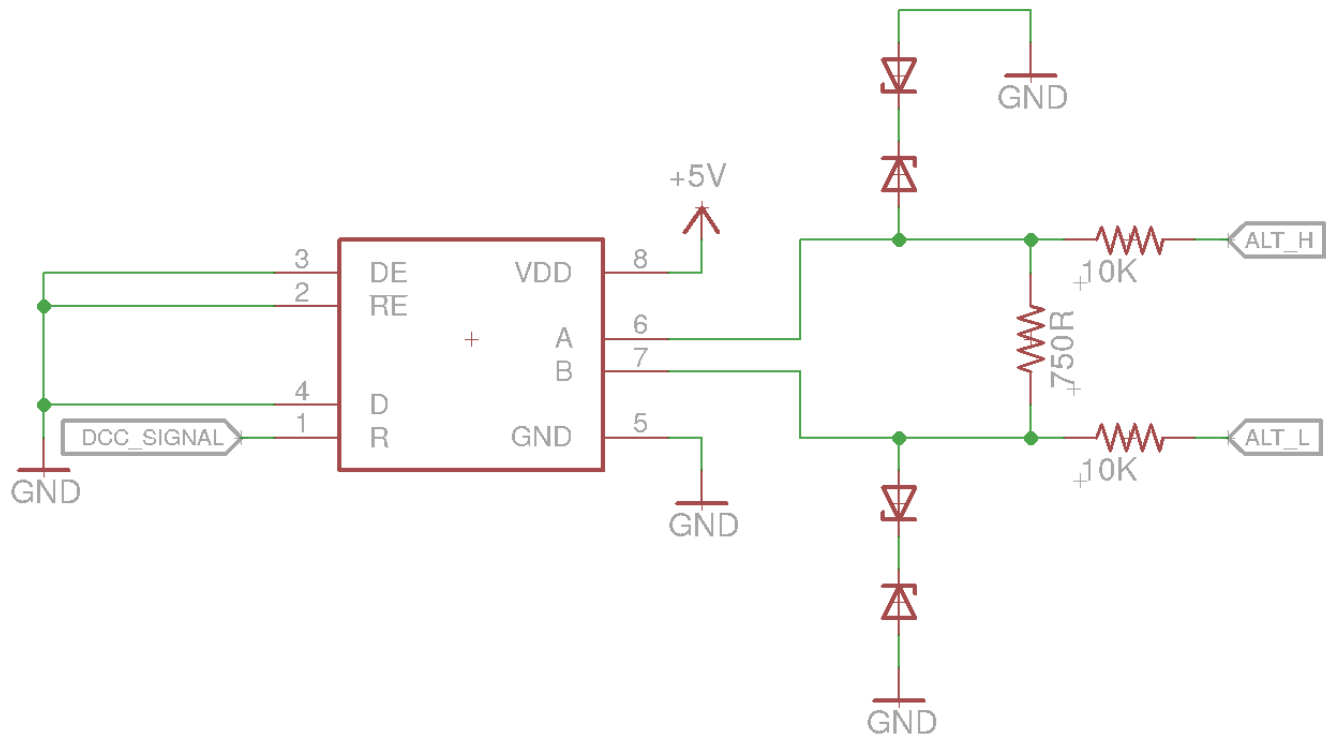 GND
+5V
ALT_H
10K
3
DE
VDD
8
2
R̅E̅
6
A
750R
7
B
4
D
DCC_SIGNAL
1
R
GND
5
ALT_L
10K
GND
GND
GND